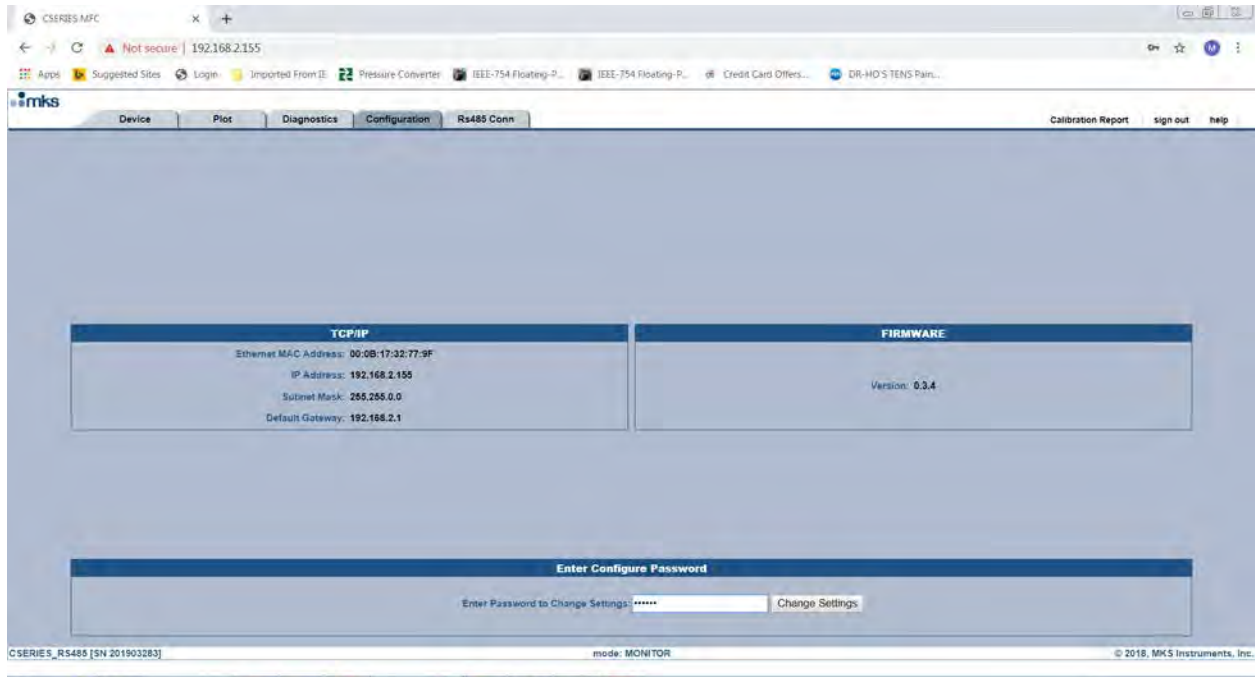 CSERIES MFC
Not secure | 192.168.2.155
Apps Suggested Sites Login Imported From IE Pressure Converter IEEE-754 Floating-P... IEEE-754 Floating-P... Credit Card Offers... DR-HO'S TENS Pain...
mks
Device Plot Diagnostics Configuration Rs485 Conn Calibration Report sign out help
TCP/IP
Ethernet MAC Address: 00:0B:17:32:77:9F
IP Address: 192.168.2.155
Subnet Mask: 255.255.0.0
Default Gateway: 192.168.2.1
FIRMWARE
Version: 0.3.4
Enter Configure Password
Enter Password to Change Settings: •••••• Change Settings
CSERIES_RS485 [SN 201903283] mode: MONITOR © 2018, MKS Instruments, Inc.